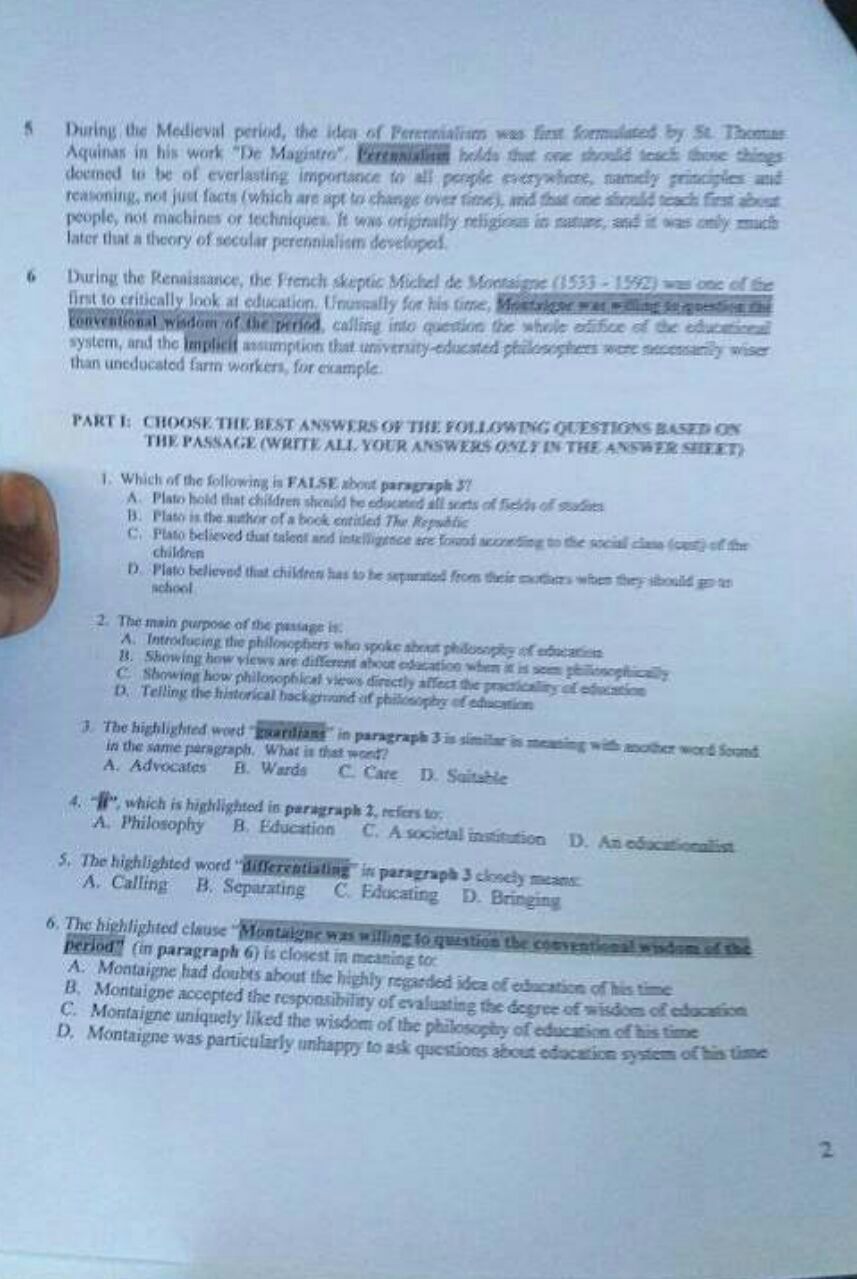 5 During the Medieval period, the idea of Perennialism was first formulated by St. Thomas
Aquinas in his work "De Magistro". Perennialism holds that one should teach those things
deemed to be of everlasting importance to all people everywhere, namely principles and
reasoning, not just facts (which are apt to change over time), and that one should teach first about
people, not machines or techniques. It was originally religious in nature, and it was only much
later that a theory of secular perennialism developed.
6 During the Renaissance, the French skeptic Michel de Montaigne (1533 - 1592) was one of the
first to critically look at education. Unusually for his time, Montaigne was willing to question the
conventional wisdom of the period, calling into question the whole edifice of the educational
system, and the implicit assumption that university-educated philosophers were necessarily wiser
than uneducated farm workers, for example.
PART I: CHOOSE THE BEST ANSWERS OF THE FOLLOWING QUESTIONS BASED ON
THE PASSAGE (WRITE ALL YOUR ANSWERS ONLY IN THE ANSWER SHEET)
1. Which of the following is FALSE about paragraph 3?
A. Plato hold that children should be educated all sorts of fields of studies
B. Plato is the author of a book entitled The Republic
C. Plato believed that talent and intelligence are found according to the social class (cast) of the
children
D. Plato believed that children has to be separated from their mothers when they should go to
school
2. The main purpose of the passage is:
A. Introducing the philosophers who spoke about philosophy of education
B. Showing how views are different about education when it is seen philosophically
C. Showing how philosophical views directly affect the practicality of education
D. Telling the historical background of philosophy of education
3. The highlighted word "guardians" in paragraph 3 is similar in meaning with another word found
in the same paragraph. What is that word?
A. Advocates B. Wards C. Care D. Suitable
4. "It", which is highlighted in paragraph 2, refers to:
A. Philosophy B. Education C. A societal institution D. An educationalist
5. The highlighted word "differentiating" in paragraph 3 closely means:
A. Calling B. Separating C. Educating D. Bringing
6. The highlighted clause "Montaigne was willing to question the conventional wisdom of the
period" (in paragraph 6) is closest in meaning to:
A. Montaigne had doubts about the highly regarded idea of education of his time
B. Montaigne accepted the responsibility of evaluating the degree of wisdom of education
C. Montaigne uniquely liked the wisdom of the philosophy of education of his time
D. Montaigne was particularly unhappy to ask questions about education system of his time
2